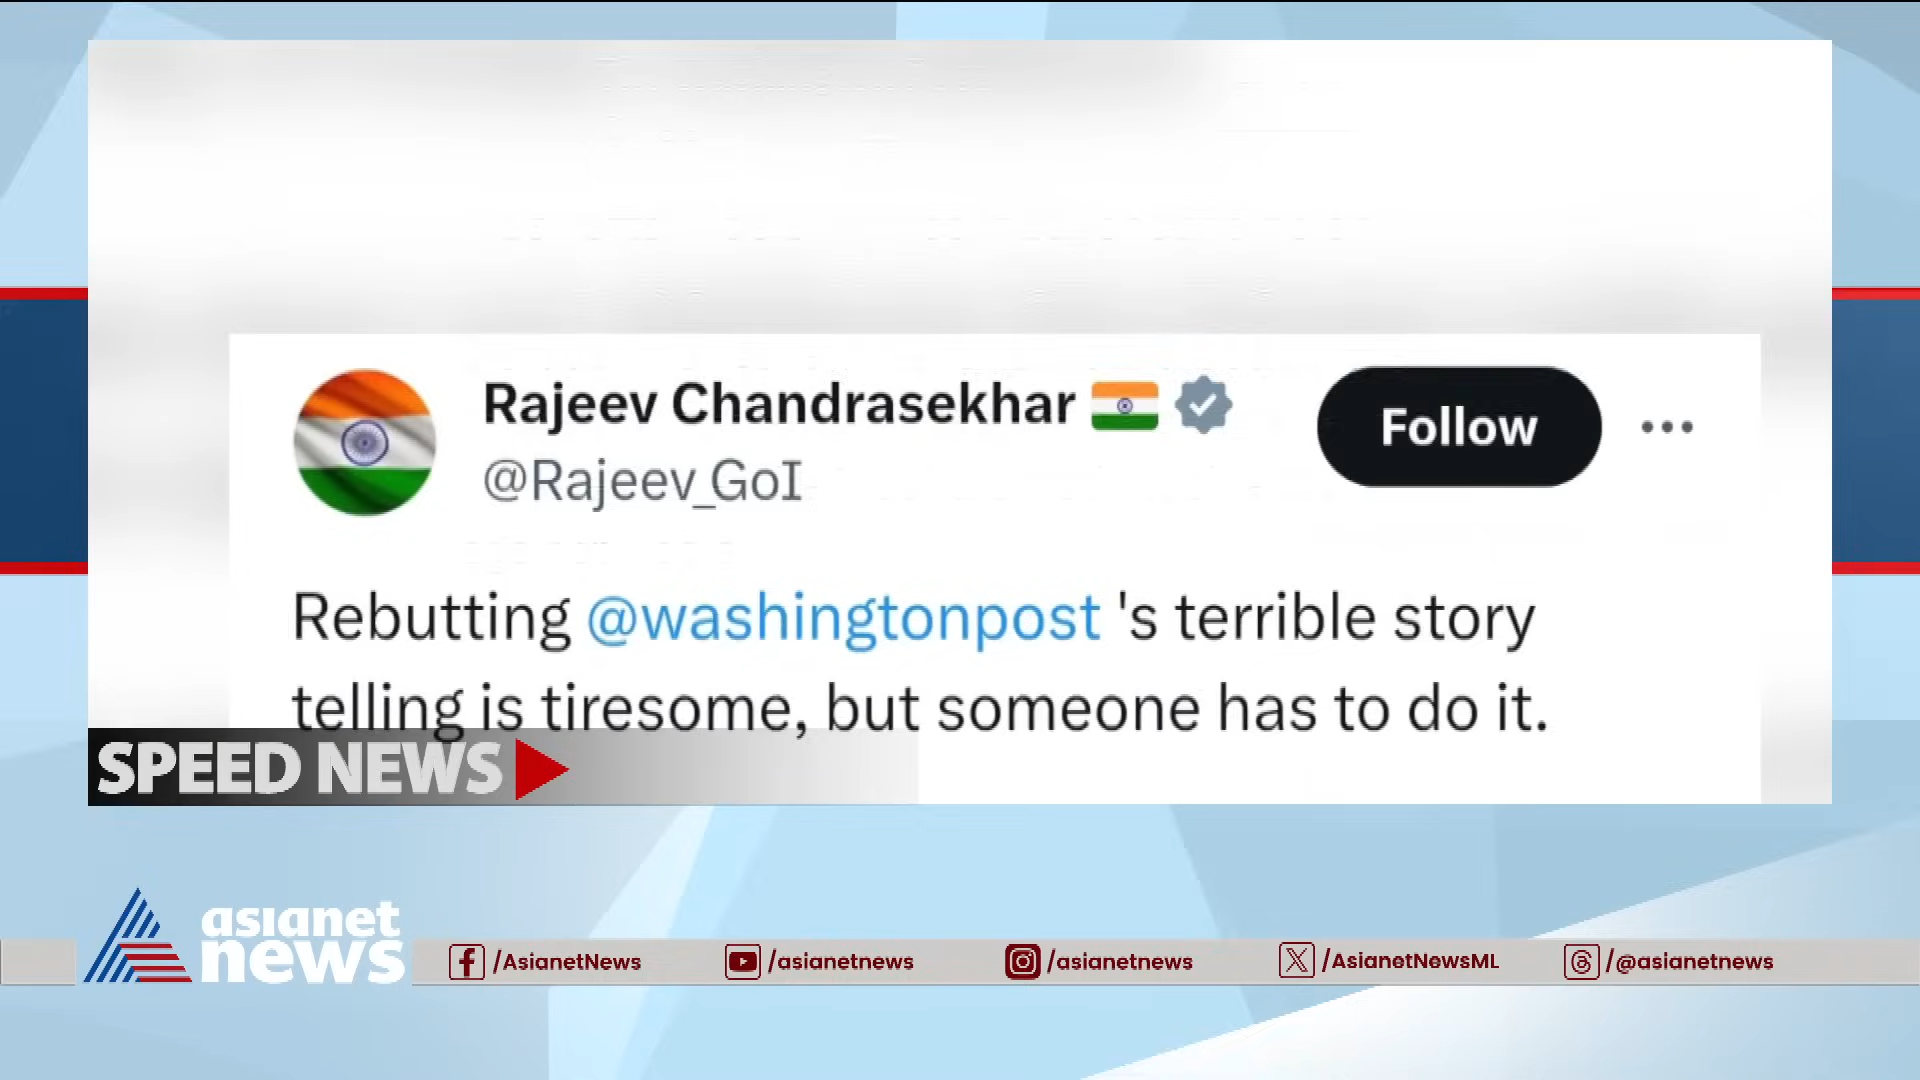 Rajeev Chandrasekhar
@Rajeev_GoI
Follow
Rebutting @washingtonpost 's terrible story
telling is tiresome, but someone has to do it.
SPEED NEWS
asianet
news
/AsianetNews
/asianetnews
/asianetnews
/AsianetNewsML
/@asianetnews